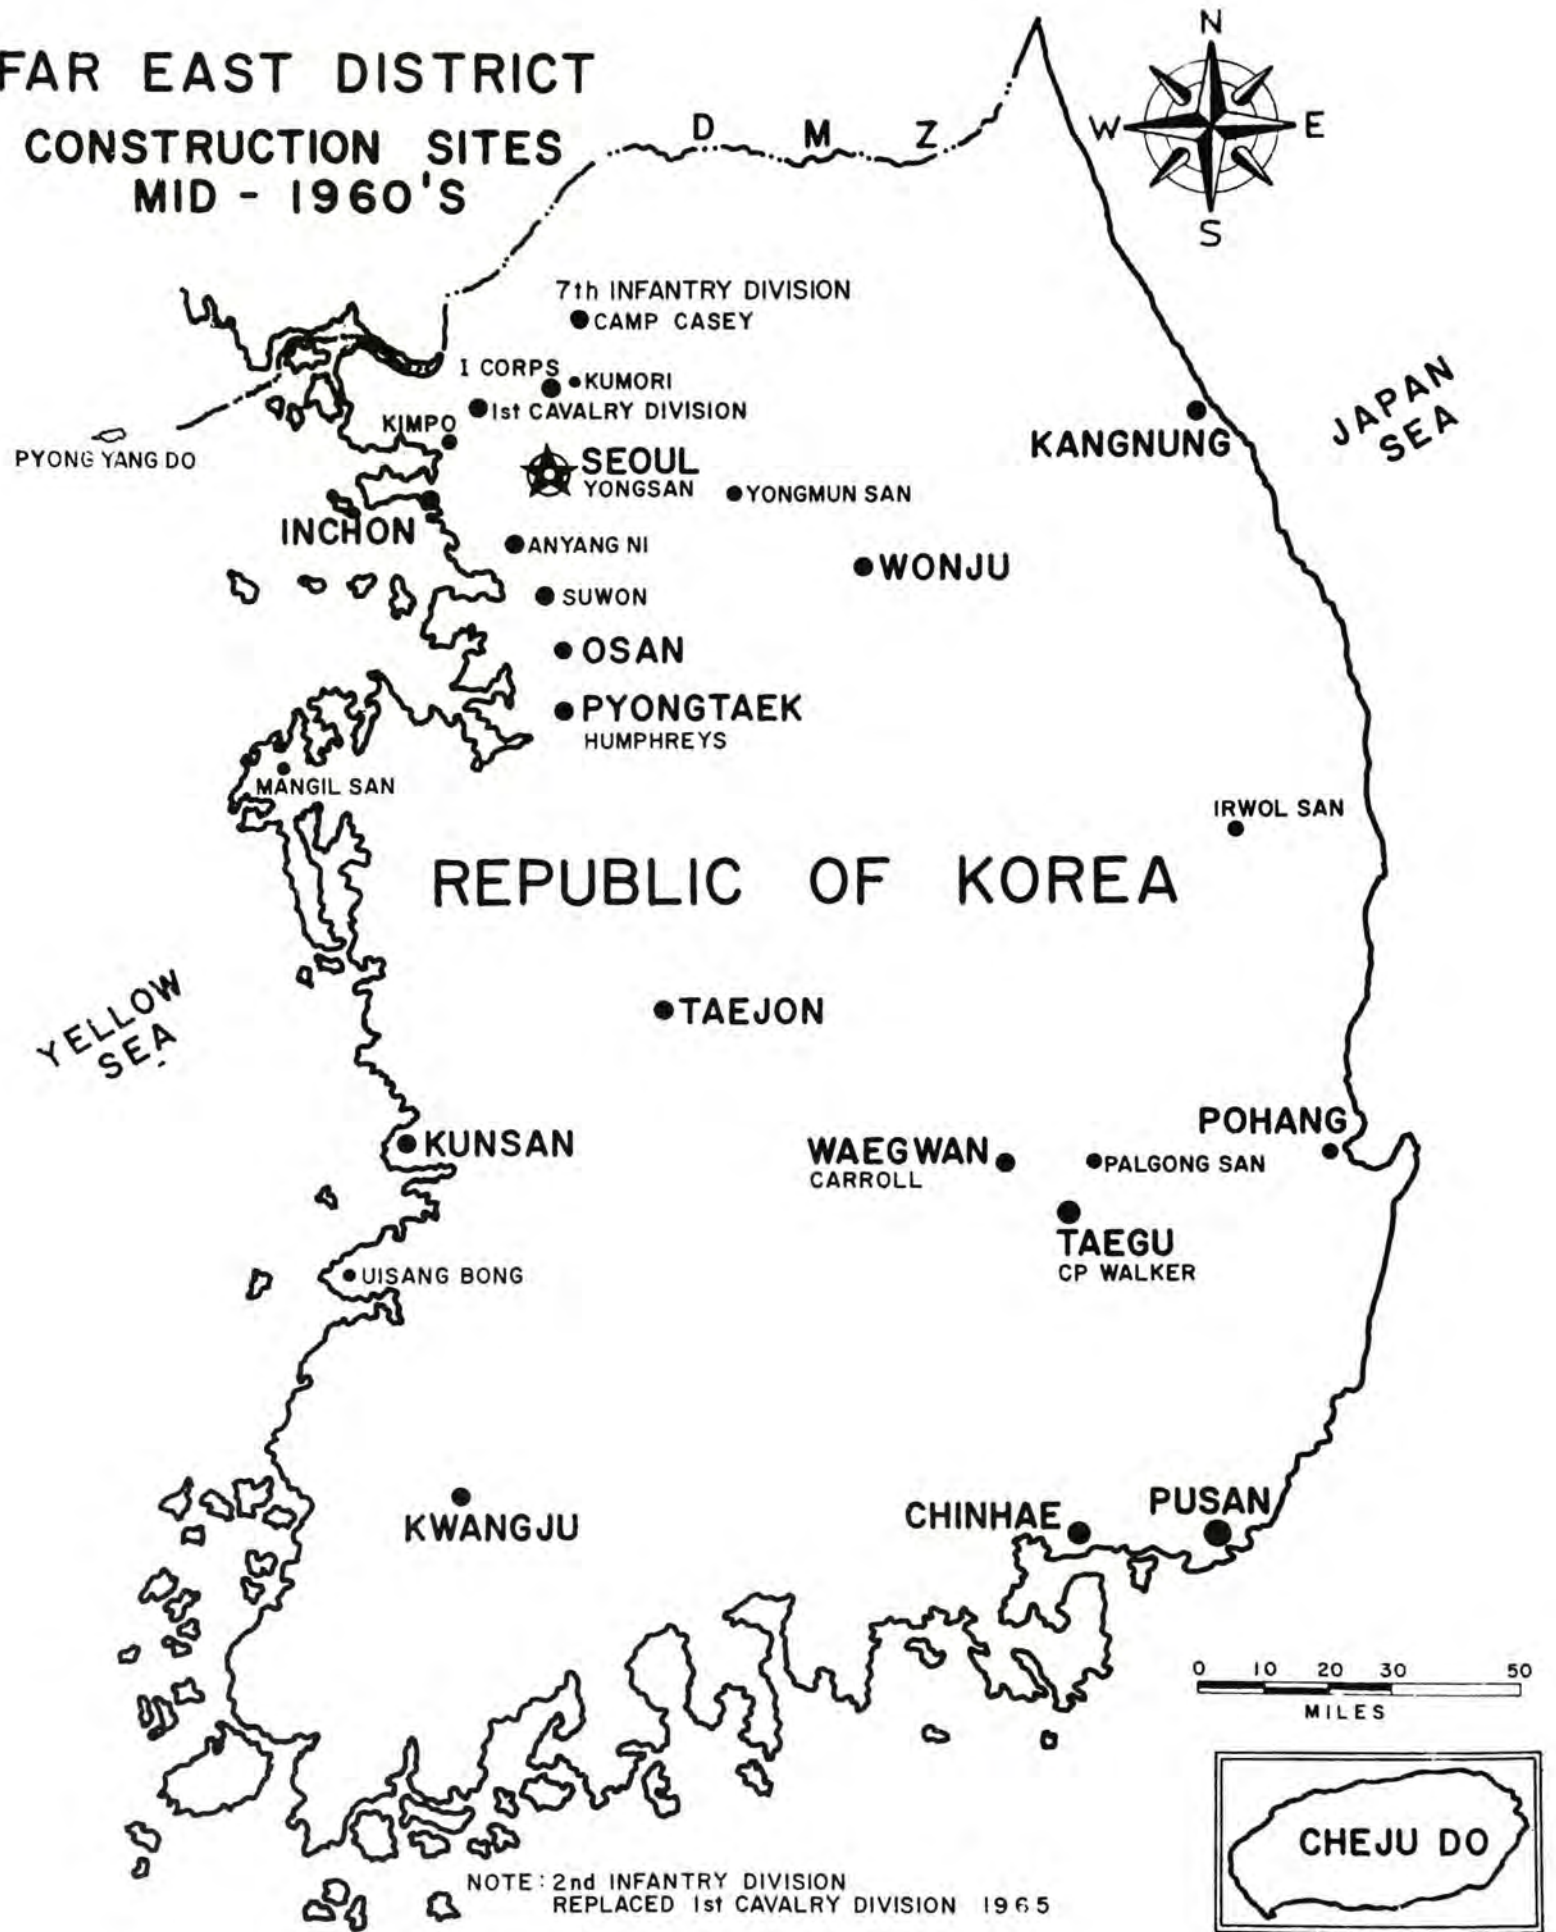 FAR EAST DISTRICT
CONSTRUCTION SITES
MID - 1960'S
N
W
E
S
D M Z
7th INFANTRY DIVISION
CAMP CASEY
I CORPS
KUMORI
1st CAVALRY DIVISION
KIMPO
PYONG YANG DO
SEOUL
YONGSAN
YONGMUN SAN
KANGNUNG
JAPAN
SEA
INCHON
ANYANG NI
WONJU
SUWON
OSAN
PYONGTAEK
HUMPHREYS
MANGIL SAN
IRWOL SAN
REPUBLIC OF KOREA
YELLOW
SEA
TAEJON
KUNSAN
WAEGWAN
CARROLL
PALGONG SAN
POHANG
TAEGU
CP WALKER
UISANG BONG
KWANGJU
CHINHAE
PUSAN
0 10 20 30 50
MILES
CHEJU DO
NOTE: 2nd INFANTRY DIVISION
REPLACED 1st CAVALRY DIVISION 1965